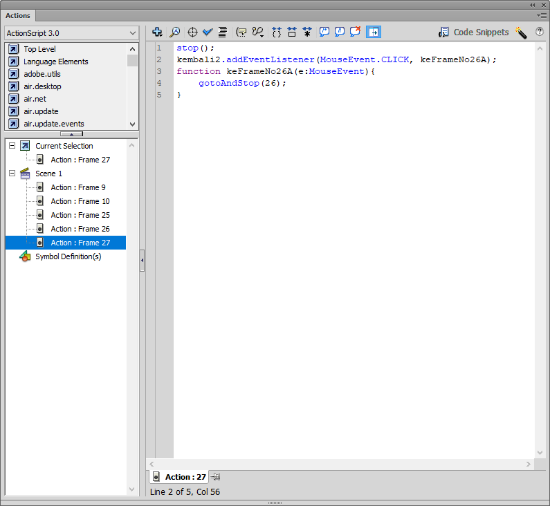 Actions
ActionScript 3.0
Top Level
Language Elements
adobe.utils
air.desktop
air.net
air.update
air.update.events
Current Selection
Action : Frame 27
Scene 1
Action : Frame 9
Action : Frame 10
Action : Frame 25
Action : Frame 26
Action : Frame 27
Symbol Definition(s)
Code Snippets
1 stop();
2 kembali2.addEventListener(MouseEvent.CLICK, keFrameNo26A);
3 function keFrameNo26A(e:MouseEvent){
4 gotoAndStop(26);
5 }
Action : 27
Line 2 of 5, Col 56